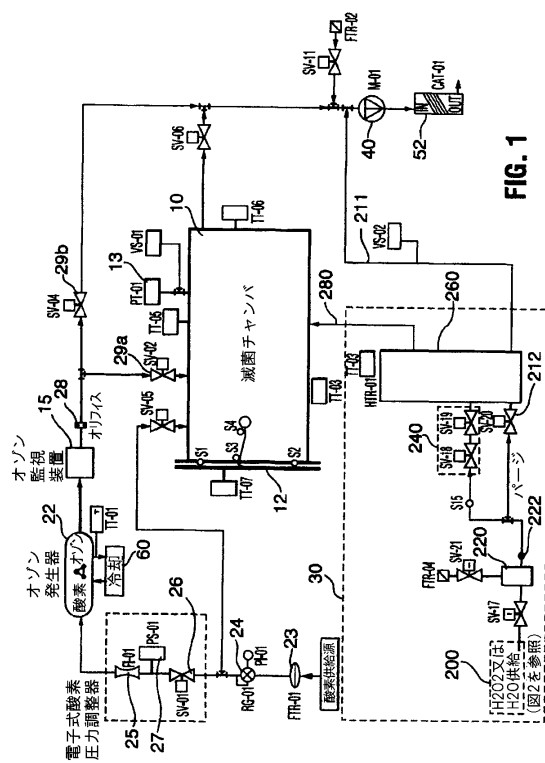 FTR-02
SV-11
M-01
CAT-01
IN
OUT
40
52
FIG. 1
29b
SV-04
SV-06
TT-06
10
VS-01
13
PT-01
TT-05
SV-02
29a
SV-05
滅菌チャンバ
S1
S2
S3
S4
TT-07
12
TT-03
211
VS-02
280
260
TT-03
HTR-01
240
SV-18
SV-19
SV-20
212
S15
パージ
222
220
FTR-04
SV-21
SV-17
30
200
H2O2又は
H2O供給
(図2を参照)
28
オリフィス
15
オゾン
監視
装置
22
オゾン
発生器
酸素
オゾン
TT-01
冷却
60
電子式酸素
圧力調整器
25
PI-01
PS-01
27
SV-01
26
24
RG-01
PI-01
23
FTR-01
酸素供給源